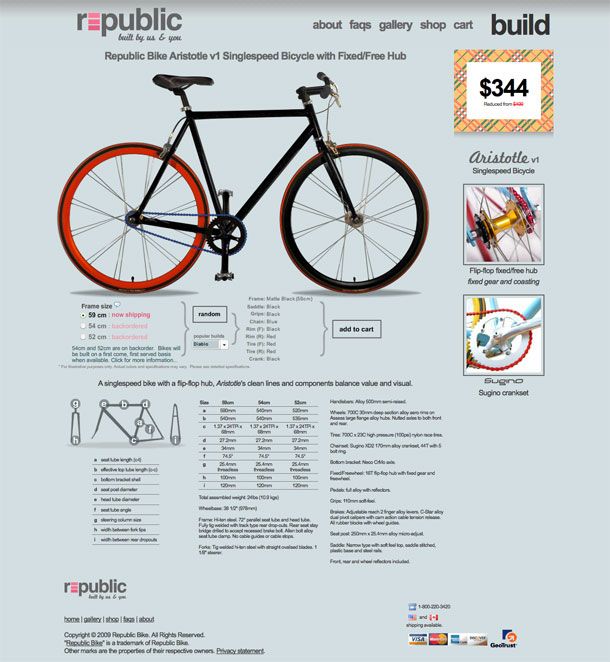 republic
built by us & you
about faqs gallery shop cart build
Republic Bike Aristotle v1 Singlespeed Bicycle with Fixed/Free Hub
$344
Reduced from
Aristotle v1
Singlespeed Bicycle
Flip-flop fixed/free hub
fixed gear and coasting
Sugino
Sugino crankset
Frame size
59 cm : now shipping
54 cm : backordered
52 cm : backordered
54cm and 52cm are on backorder. Bikes will
be built on a first come, first served basis
when available. Click for more information...
* For illustrative purposes only. Actual colors and specifications may vary. Please see detailed specifications.
random
popular builds
Diablo
Frame: Matte Black (59cm)
Saddle: Black
Grips: Black
Chain: Blue
Rim (F): Black
Rim (R): Red
Tire (F): Red
Tire (R): Red
Crank: Black
add to cart
A singlespeed bike with a flip-flop hub, Aristotle's clean lines and components balance value and visual.
a seat tube length (c-t)
b effective top tube length (c-c)
c bottom bracket shell
d seat post diameter
e head tube diameter
f seat tube angle
g steering column size
h width between fork tips
i width between rear dropouts
Size 59cm 54cm 52cm
a 590mm 540mm 520mm
b 540mm 540mm 535mm
c 1.37 x 24TPI x 68mm 1.37 x 24TPI x 68mm 1.37 x 24TPI x 68mm
d 27.2mm 27.2mm 27.2mm
e 34mm 34mm 34mm
f 74.5° 74.5° 74.5°
g 25.4mm threadless 25.4mm threadless 25.4mm threadless
h 100mm 100mm 100mm
i 120mm 120mm 120mm
Total assembled weight: 24lbs (10.9 kgs)
Wheelbase: 38 1/2" (978mm)
Frame: Hi-ten steel. 72° parallel seat tube and head tube.
Fully tig welded with track type rear drop-outs. Rear seat stay
bridge drilled to accept recessed brake bolt. Allen bolt alloy
seat tube clamp. No cable guides or cable stops.
Forks: Tig welded hi-ten steel with straight ovalised blades. 1
1/8" steerer.
Handlebars: Alloy 500mm semi-raised.
Wheels: 700C 30mm deep section alloy aero rims on
Assess large flange alloy hubs. Nutted axles to both front
and rear.
Tires: 700C x 23C high pressure (100psi) nylon race tires.
Chainset: Sugino XD2 170mm alloy crankset, 44T with 5
bolt ring.
Bottom bracket: Neco CrMo axle.
Fixed/Freewheel: 16T flip-flop hub with fixed gear and
freewheel.
Pedals: full alloy with reflectors.
Grips: 110mm soft-feel.
Brakes: Adjustable reach 2 finger alloy levers. C-Star alloy
dual pivot calipers with cam action cable tension release.
All rubber blocks with wheel guides.
Seat post: 250mm x 25.4mm alloy micro-adjust.
Saddle: Narrow type with soft feel top, saddle stitched,
plastic base and steel rails.
Front, rear and wheel reflectors included.
republic
built by us & you
home | gallery | shop | faqs | about
1-800-220-3420
and
shipping available.
Copyright © 2009 Republic Bike. All Rights Reserved.
"Republic Bike" is a trademark of Republic Bike.
Other marks are the properties of their respective owners. Privacy statement.
VISA
GeoTrust